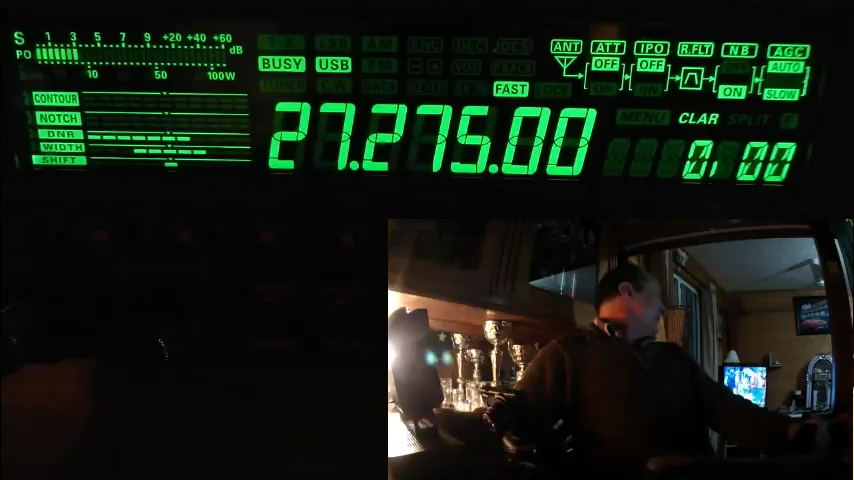 S 1 3 5 7 9 +20 +40 +60 dB
PO 10 50 100W
BUSY USB
FAST
ANT ATT IPO R.FLT NB AGC
OFF OFF AUTO
ON SLOW
CONTOUR
NOTCH
DNR
WIDTH
SHIFT
MENU CLAR SPLIT
27.275.00
0.00